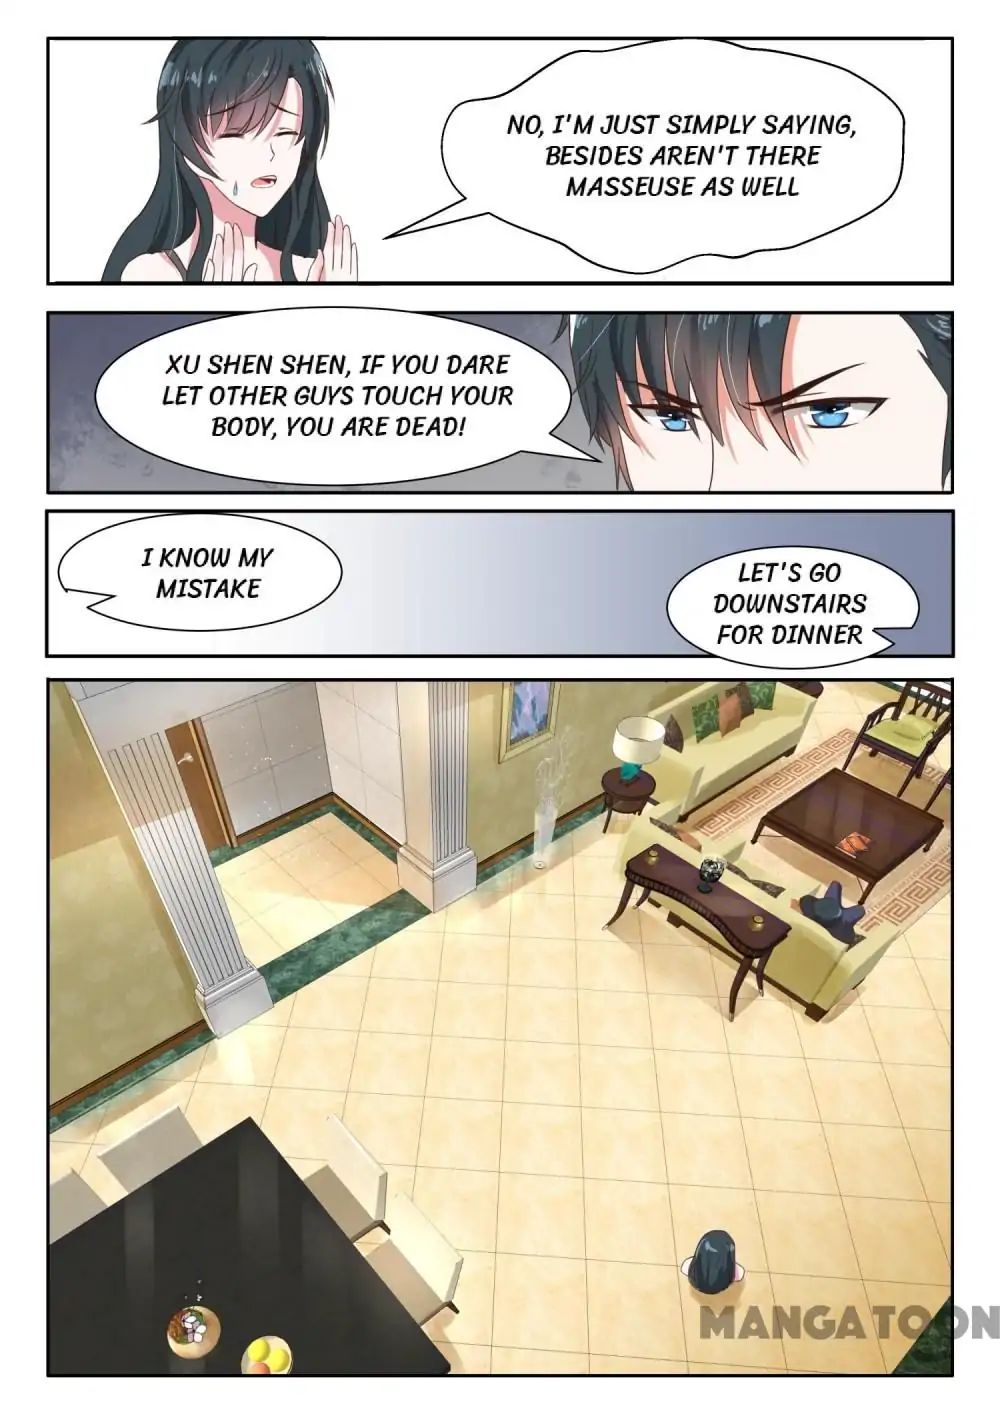 NO, I'M JUST SIMPLY SAYING,
BESIDES AREN'T THERE
MASSEUSE AS WELL
XU SHEN SHEN, IF YOU DARE
LET OTHER GUYS TOUCH YOUR
BODY, YOU ARE DEAD!
I KNOW MY
MISTAKE
LET'S GO
DOWNSTAIRS
FOR DINNER
MANGATOON